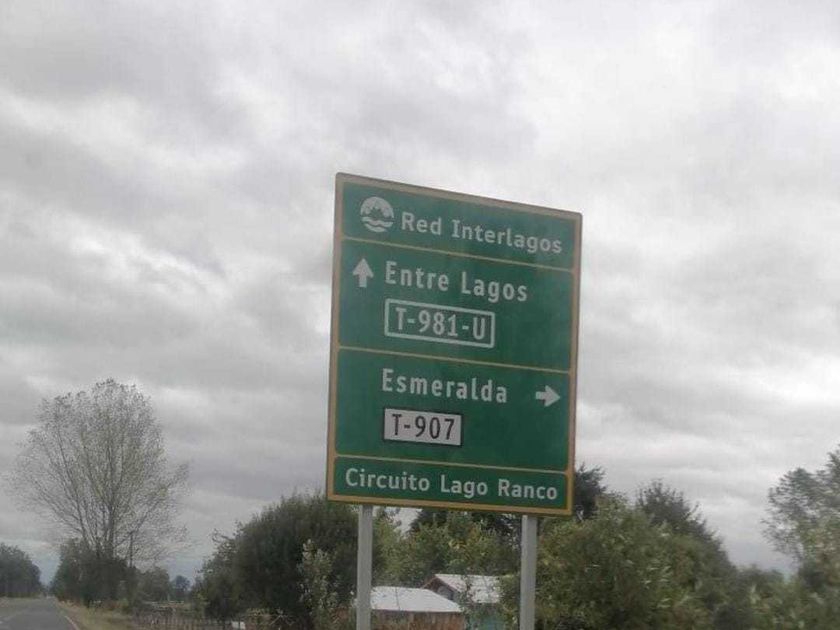 Red Interlagos
Entre Lagos
T-981-U
Esmeralda
T-907
Circuito Lago Ranco